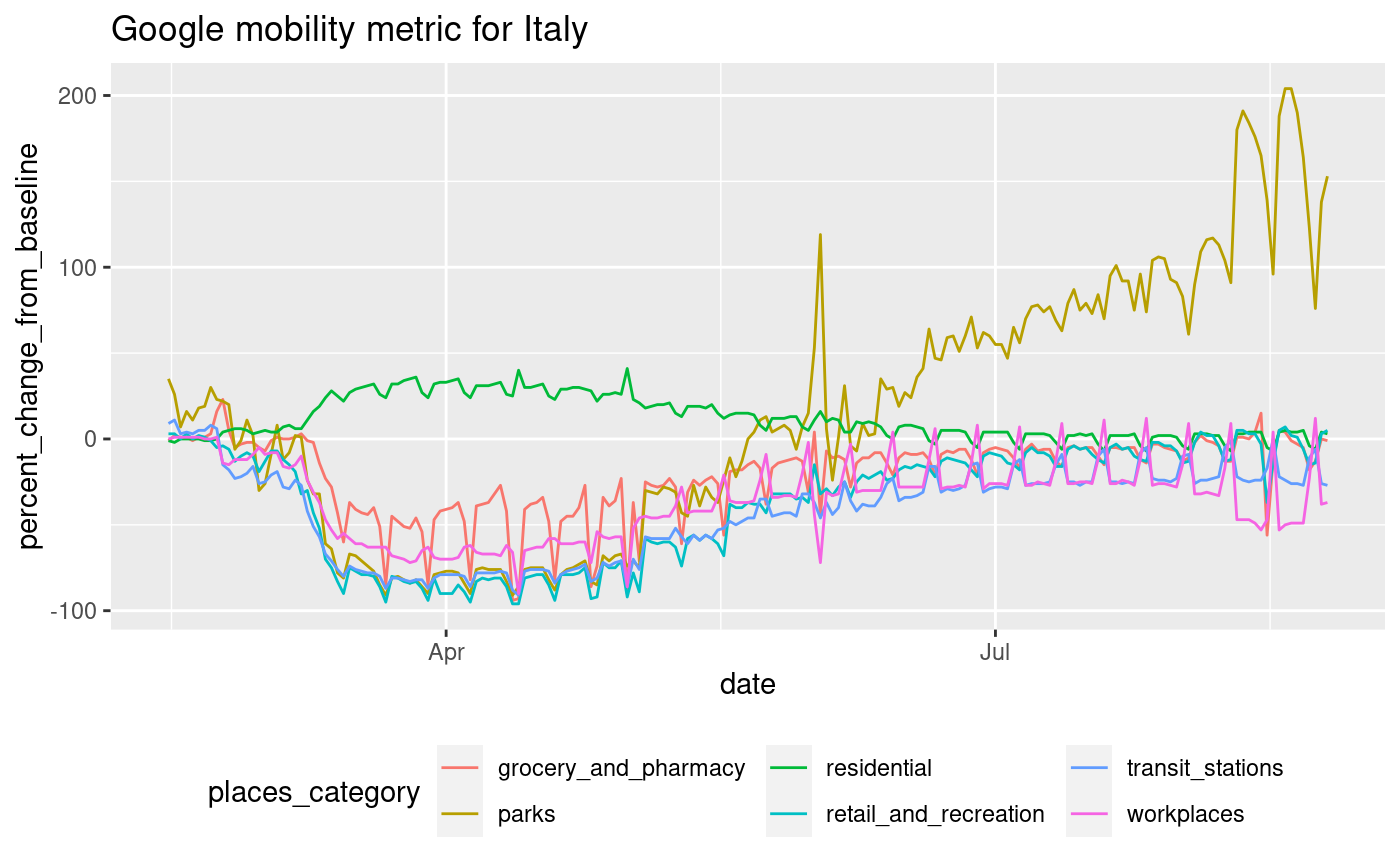 Google mobility metric for Italy
percent_change_from_baseline
200
100
0
-100
Apr
Jul
date
places_category
grocery_and_pharmacy
residential
transit_stations
parks
retail_and_recreation
workplaces